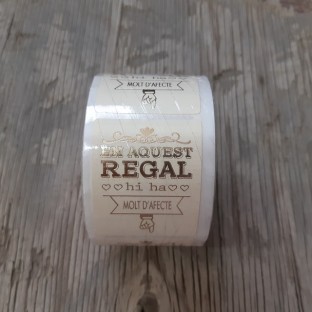 hi ha
MOLT D'AFECTE
EN AQUEST
REGAL
hi ha
MOLT D'AFECTE